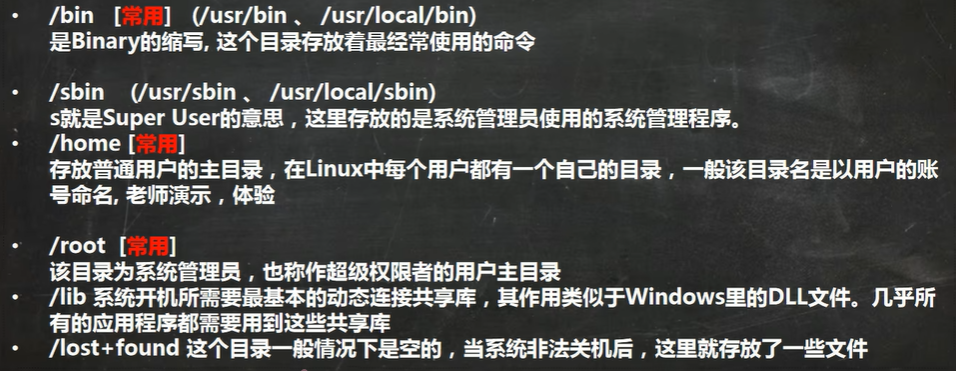 • /bin [常用] (/usr/bin 、 /usr/local/bin)
是Binary的缩写, 这个目录存放着最经常使用的命令
• /sbin (/usr/sbin 、 /usr/local/sbin)
s就是Super User的意思，这里存放的是系统管理员使用的系统管理程序。
• /home [常用]
存放普通用户的主目录，在Linux中每个用户都有一个自己的目录，一般该目录名是以用户的账
号命名, 老师演示，体验
• /root [常用]
该目录为系统管理员，也称作超级权限者的用户主目录
• /lib 系统开机所需要最基本的动态连接共享库，其作用类似于Windows里的DLL文件。几乎所
有的应用程序都需要用到这些共享库
• /lost+found 这个目录一般情况下是空的，当系统非法关机后，这里就存放了一些文件